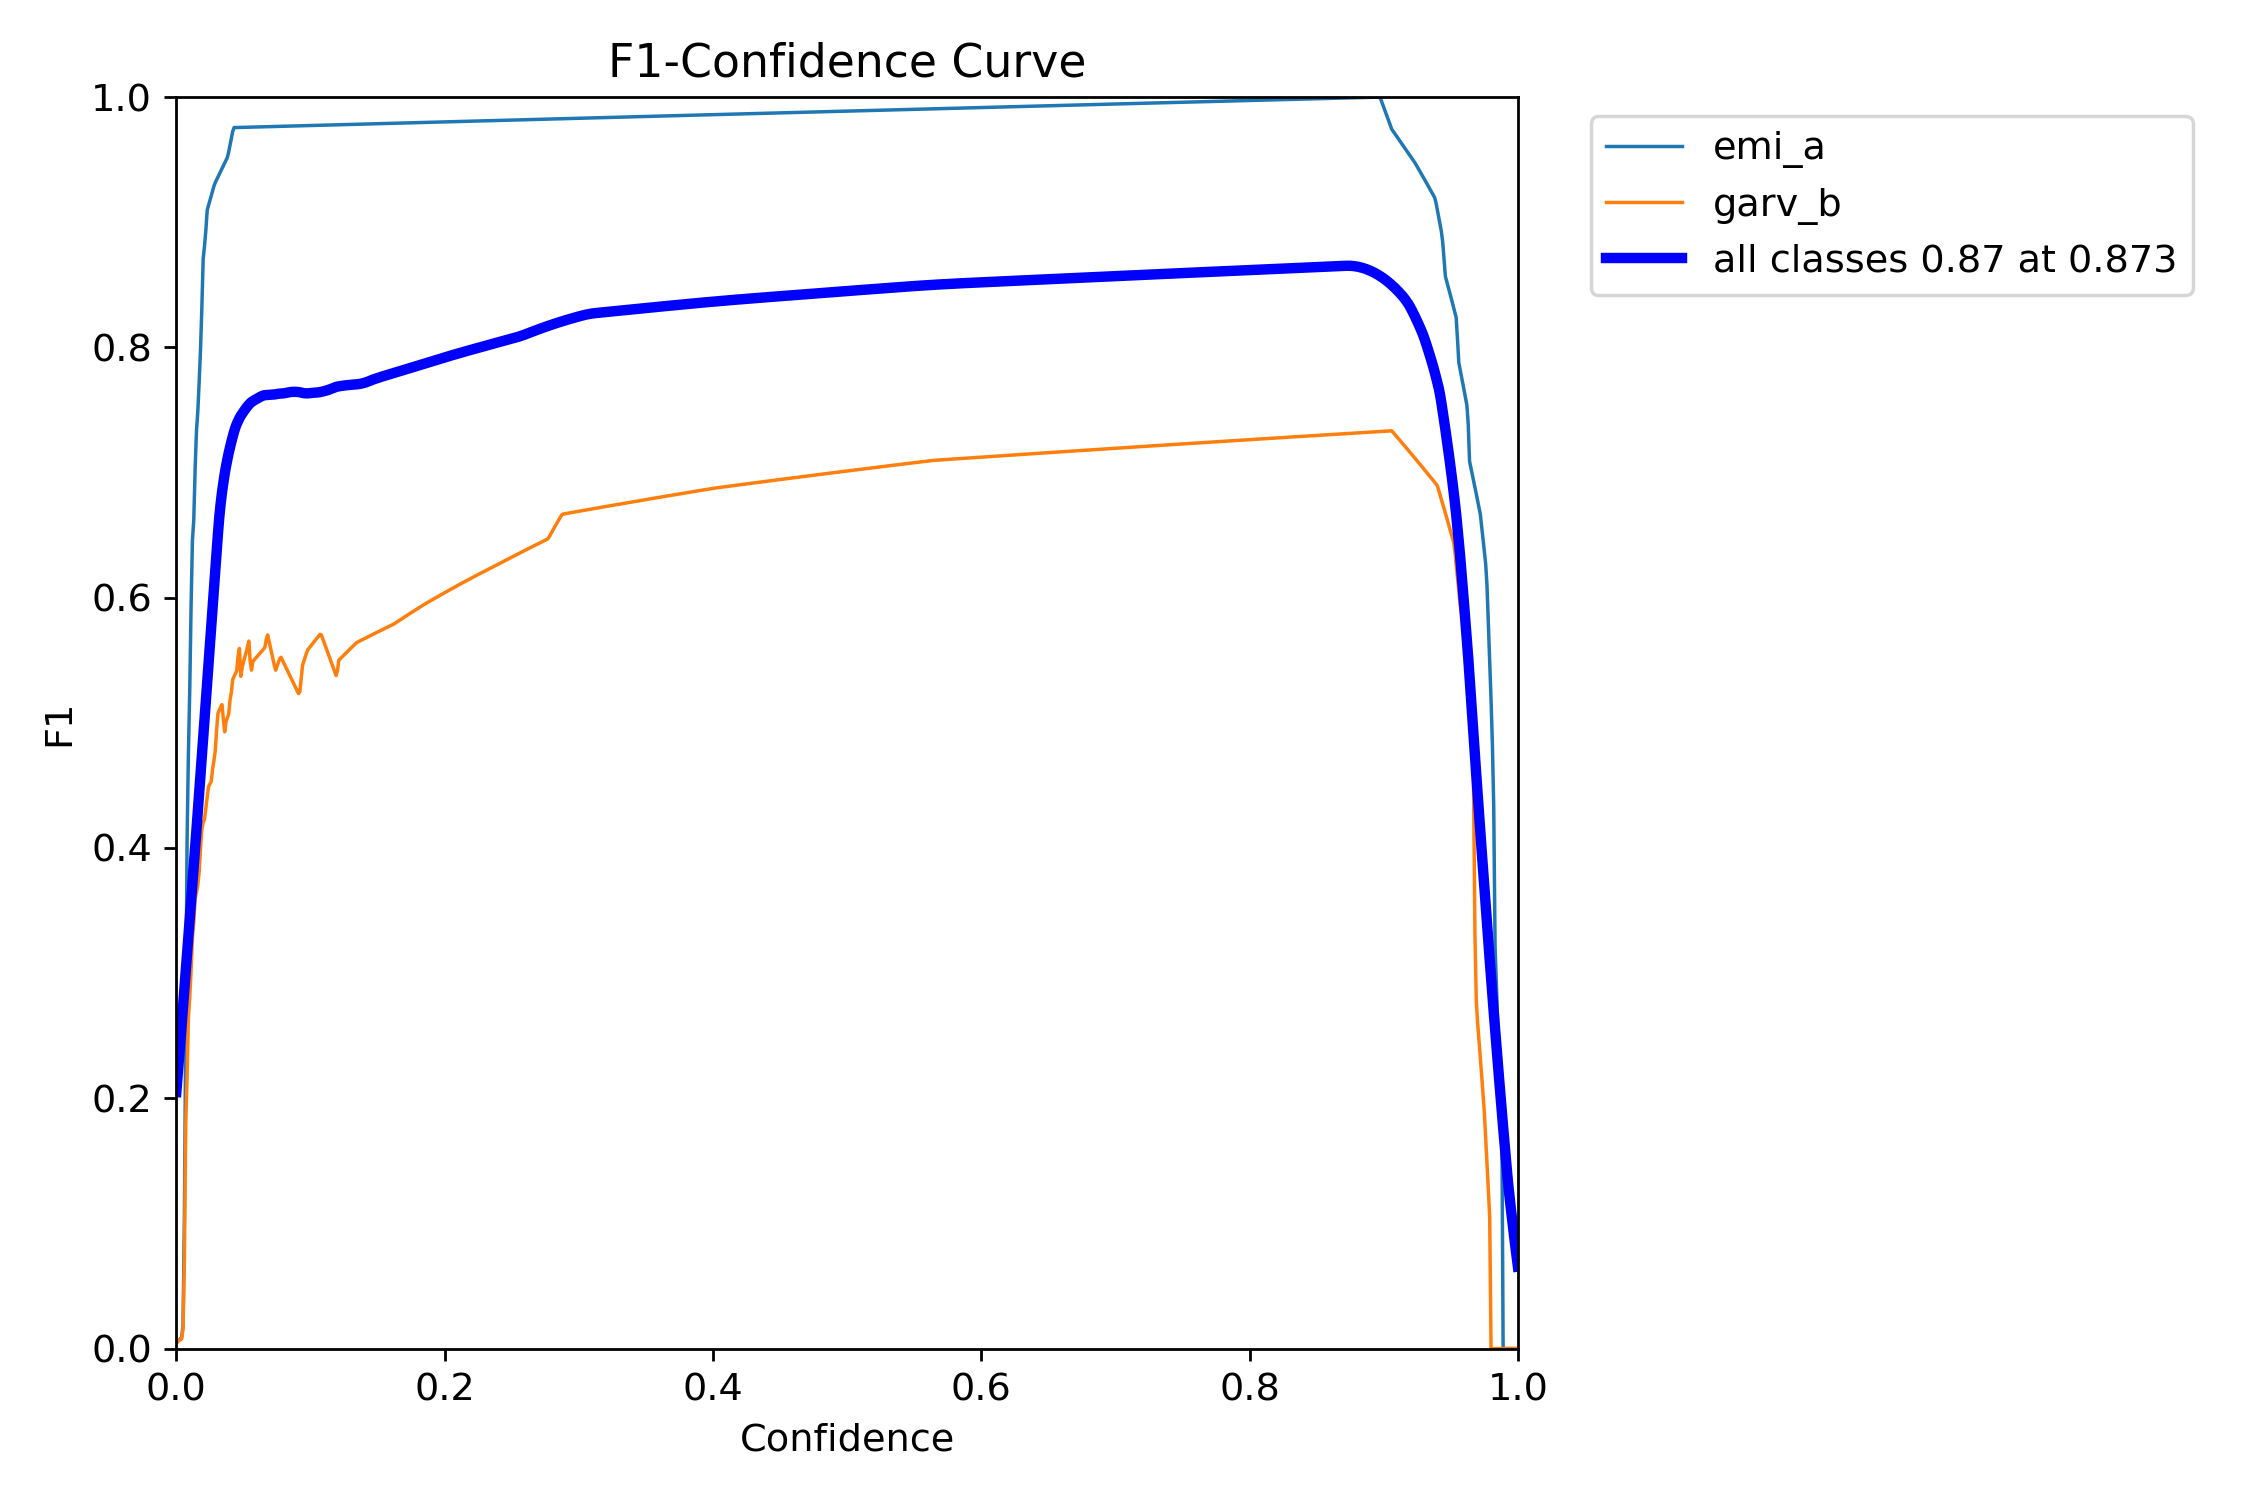 F1-Confidence Curve
1.0
0.8
0.6
0.4
0.2
0.0
F1
0.0 0.2 0.4 0.6 0.8 1.0
Confidence
emi_a
garv_b
all classes 0.87 at 0.873